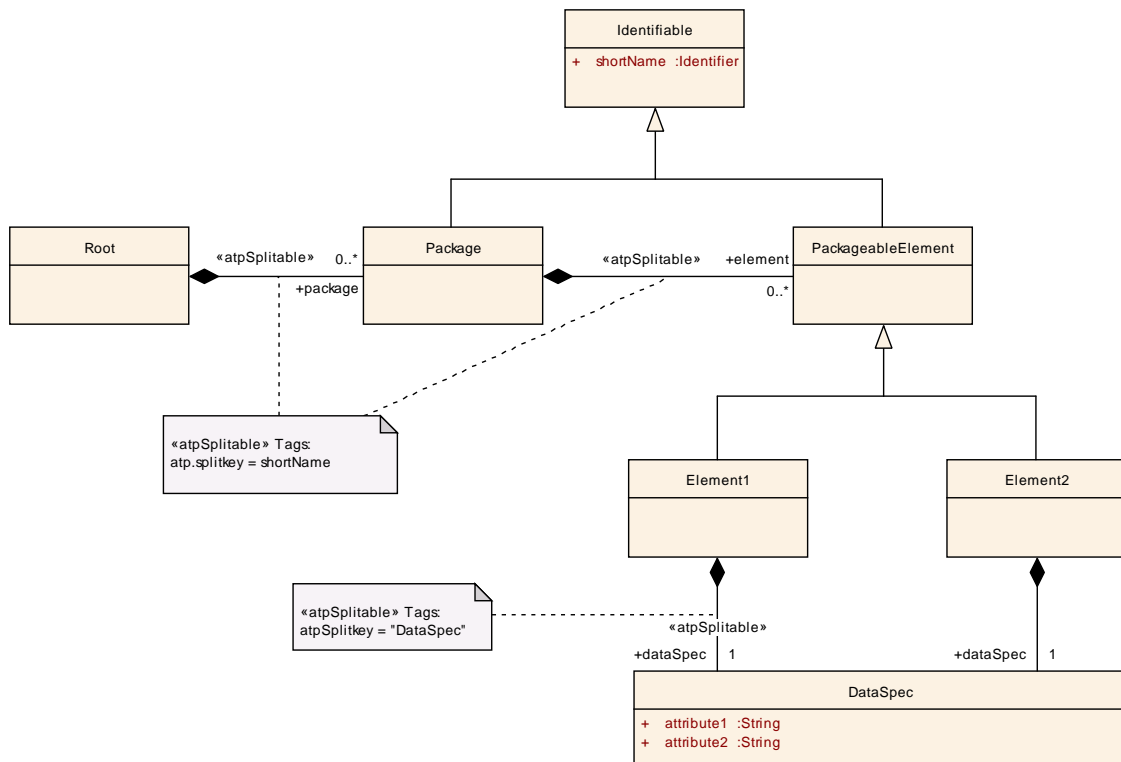 Identifiable
+ shortName :Identifier
Root
Package
PackageableElement
«atpSplitable»
0..*
+package
«atpSplitable»
+element
0..*
«atpSplitable» Tags:
atp.splitkey = shortName
Element1
Element2
«atpSplitable» Tags:
atpSplitkey = "DataSpec"
«atpSplitable»
+dataSpec 1
+dataSpec 1
DataSpec
+ attribute1 :String
+ attribute2 :String